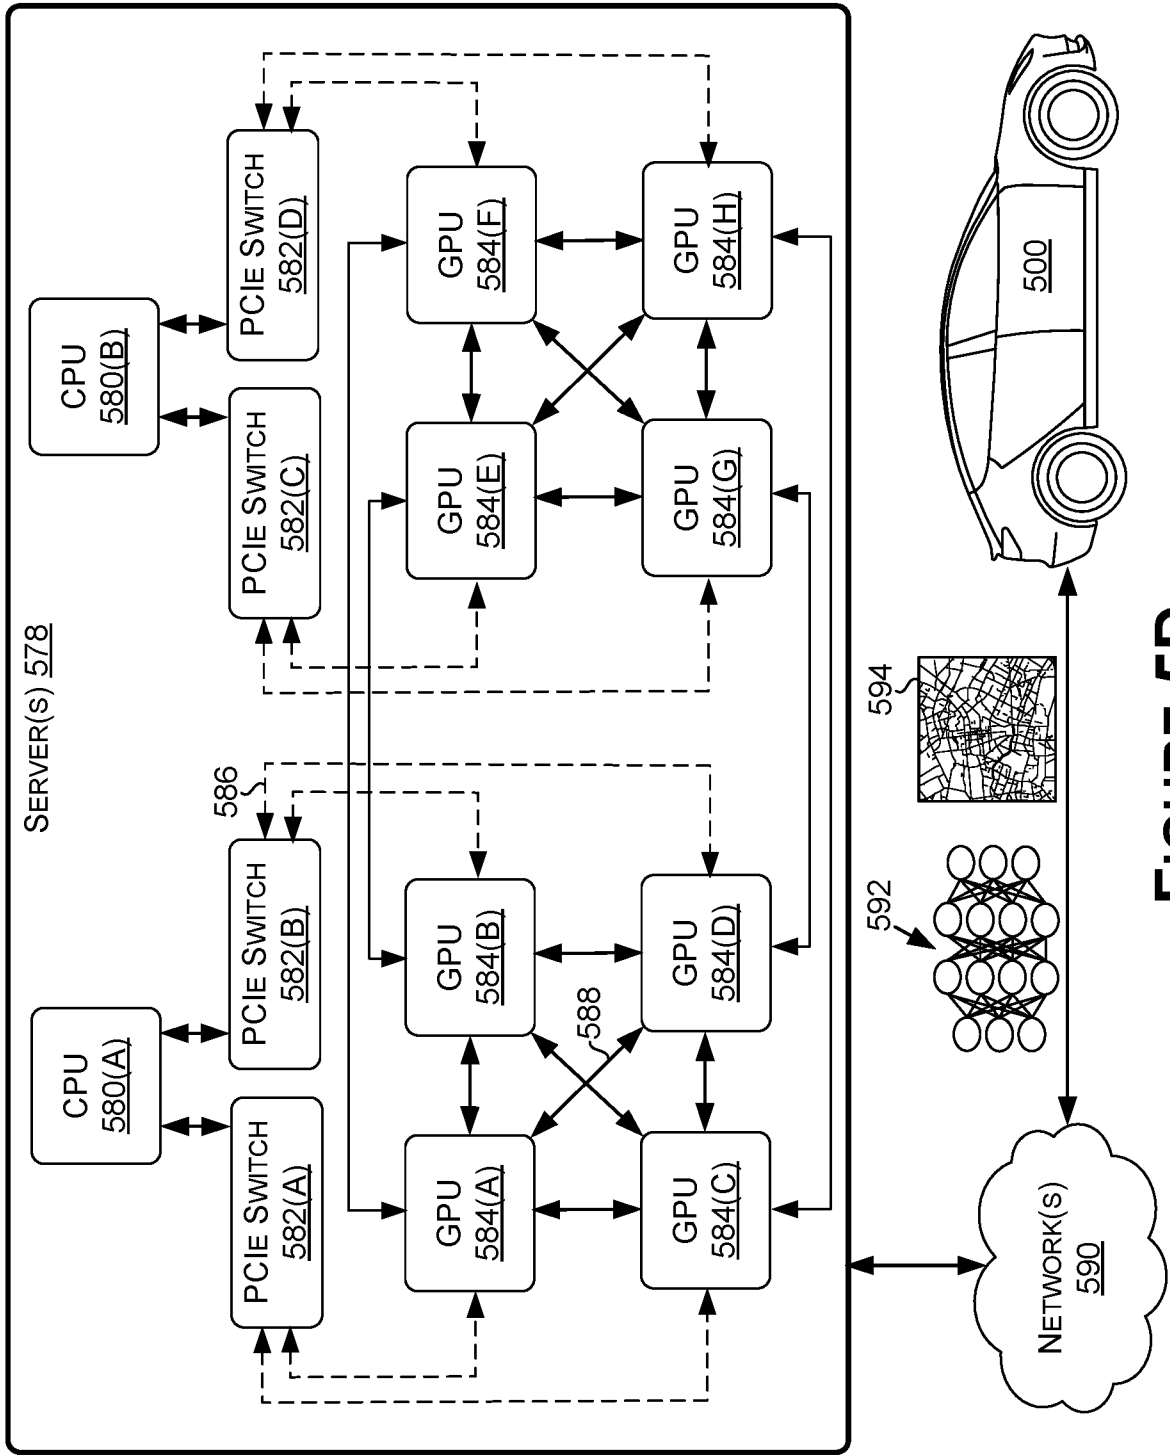 SERVER(S) 578
CPU
580(A)
CPU
580(B)
PCIE SWITCH
582(A)
PCIE SWITCH
582(B)
586
PCIE SWITCH
582(C)
PCIE SWITCH
582(D)
GPU
584(A)
GPU
584(B)
GPU
584(E)
GPU
584(F)
588
GPU
584(C)
GPU
584(D)
GPU
584(G)
GPU
584(H)
NETWORK(S)
590
592
594
500
FIGURE